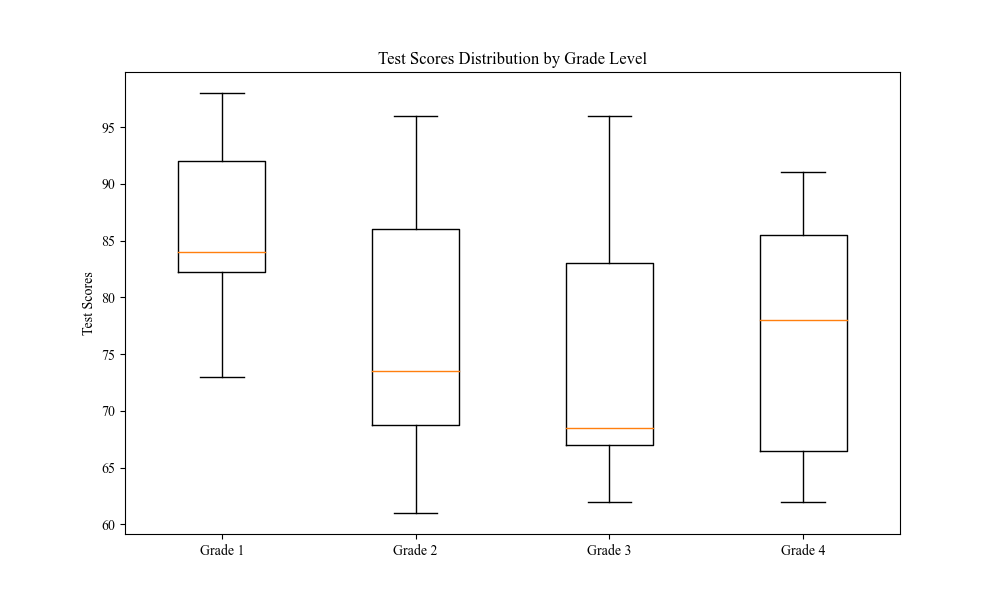 Test Scores Distribution by Grade Level
Test Scores
95
90
85
80
75
70
65
60
Grade 1
Grade 2
Grade 3
Grade 4